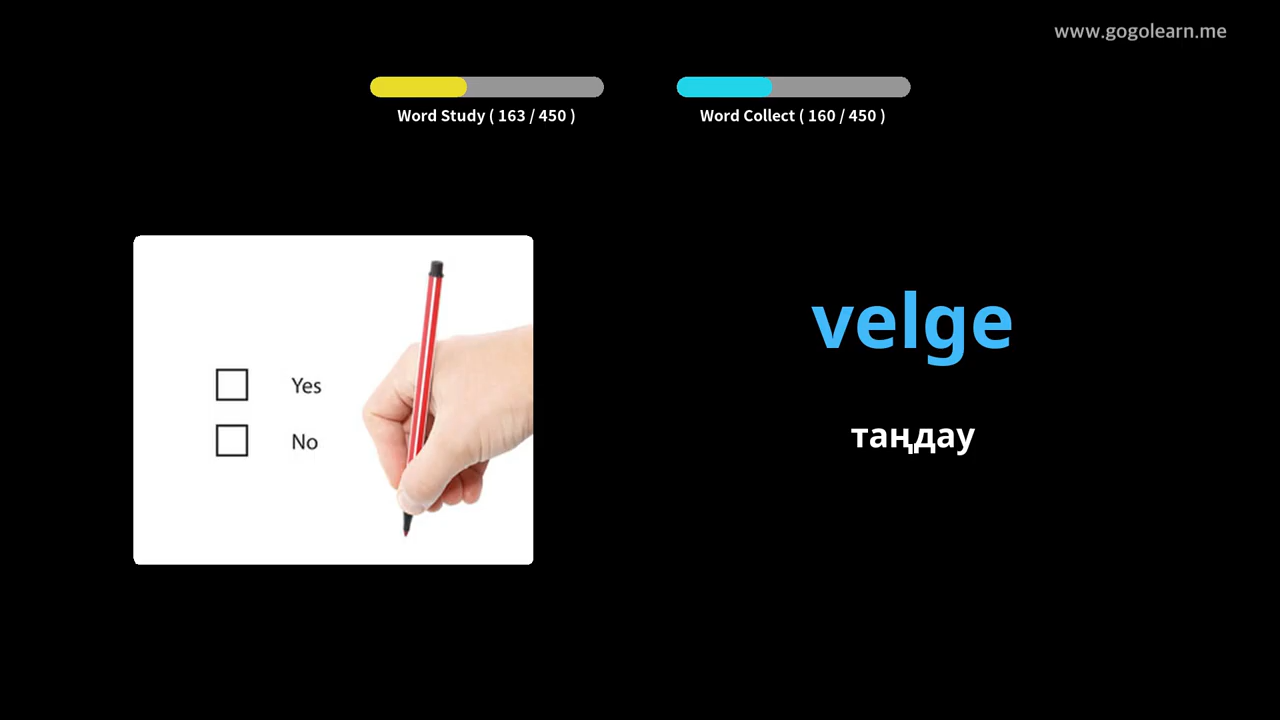 www.gogolearn.me
Word Study ( 163 / 450 )
Word Collect ( 160 / 450 )
Yes
No
velge
таңдау